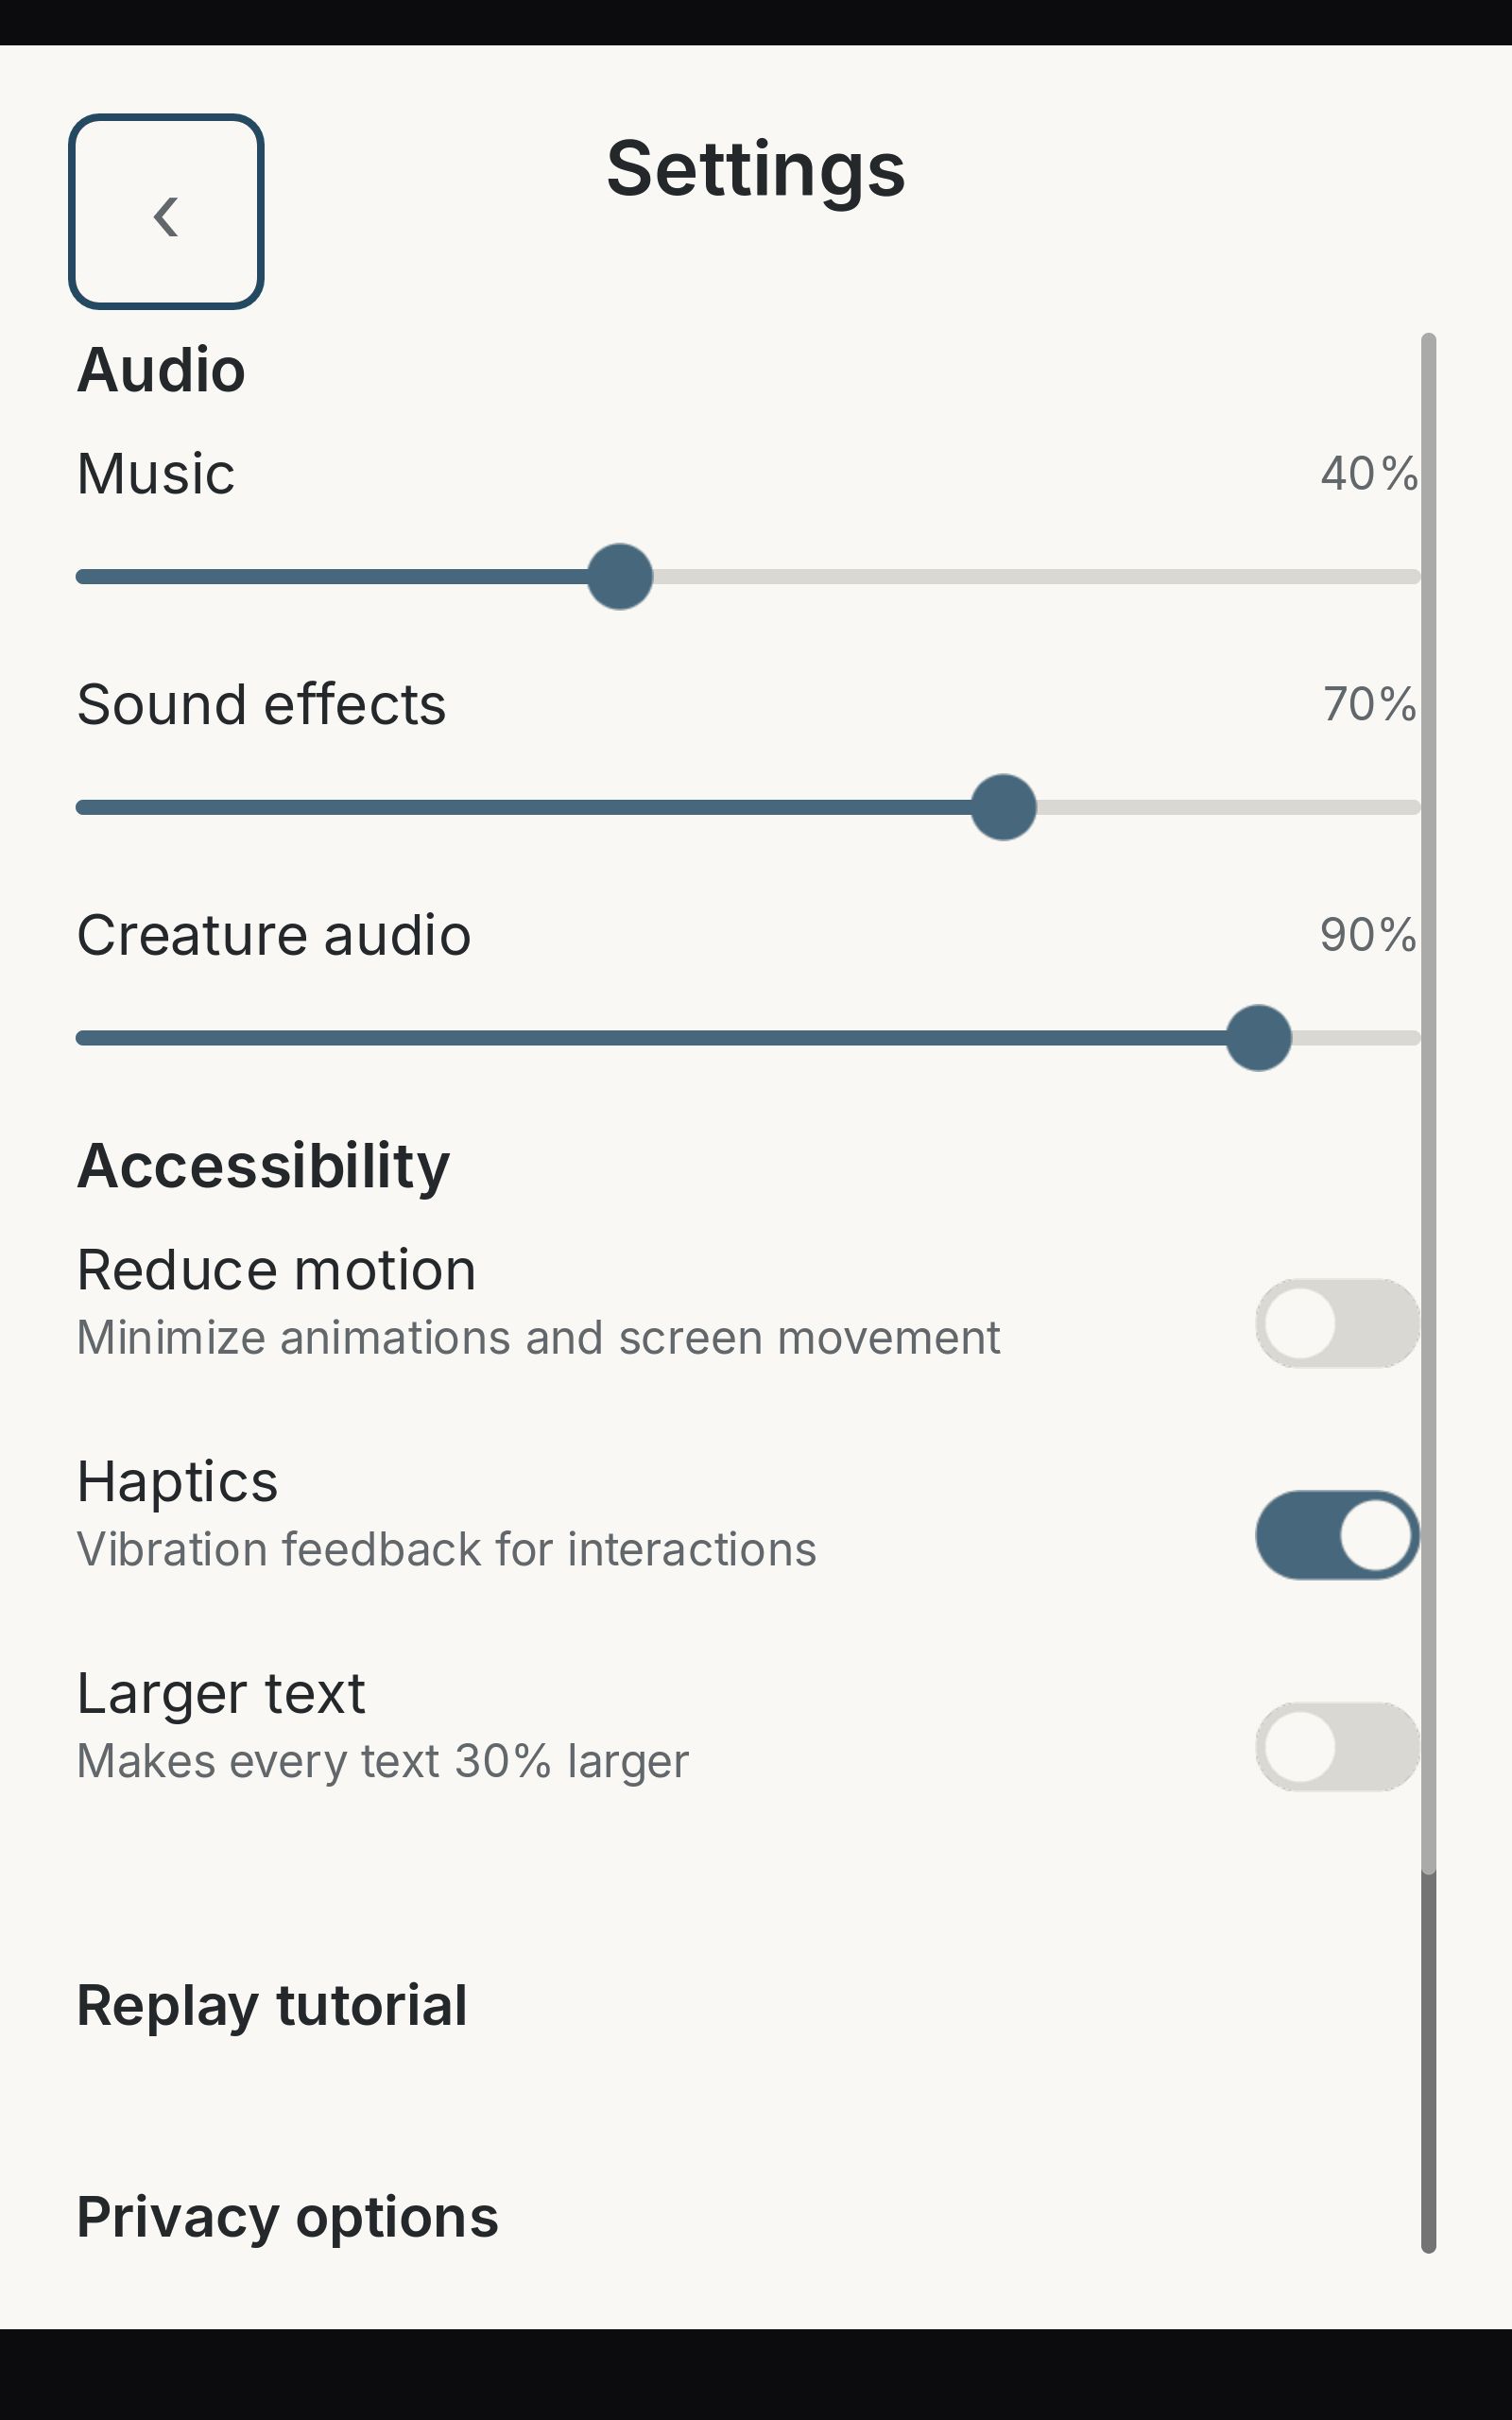 ‹
Settings
Audio
Music 40%
Sound effects 70%
Creature audio 90%
Accessibility
Reduce motion
Minimize animations and screen movement
Haptics
Vibration feedback for interactions
Larger text
Makes every text 30% larger
Replay tutorial
Privacy options